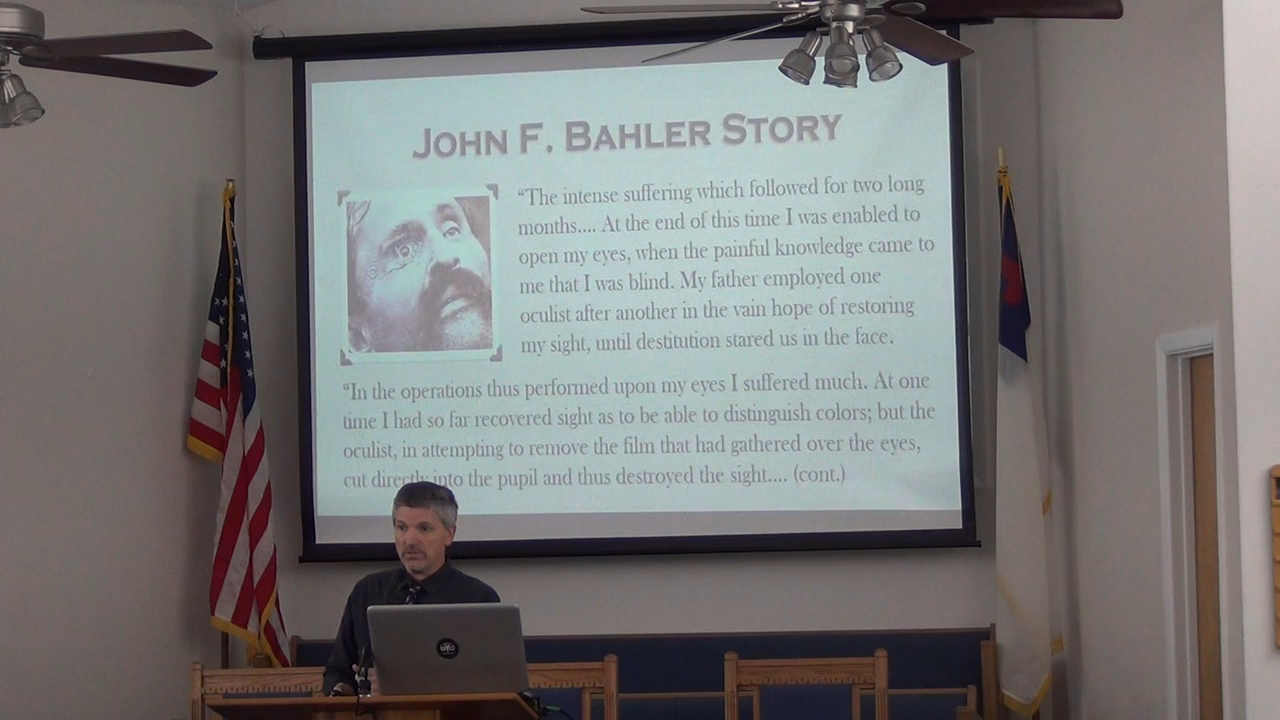 JOHN F. BAHLER STORY
“The intense suffering which followed for two long
months.... At the end of this time I was enabled to
open my eyes, when the painful knowledge came to
me that I was blind. My father employed one
oculist after another in the vain hope of restoring
my sight, until destitution stared us in the face.
“In the operations thus performed upon my eyes I suffered much. At one
time I had so far recovered sight as to be able to distinguish colors; but the
oculist, in attempting to remove the film that had gathered over the eyes,
cut directly into the pupil and thus destroyed the sight.... (cont.)